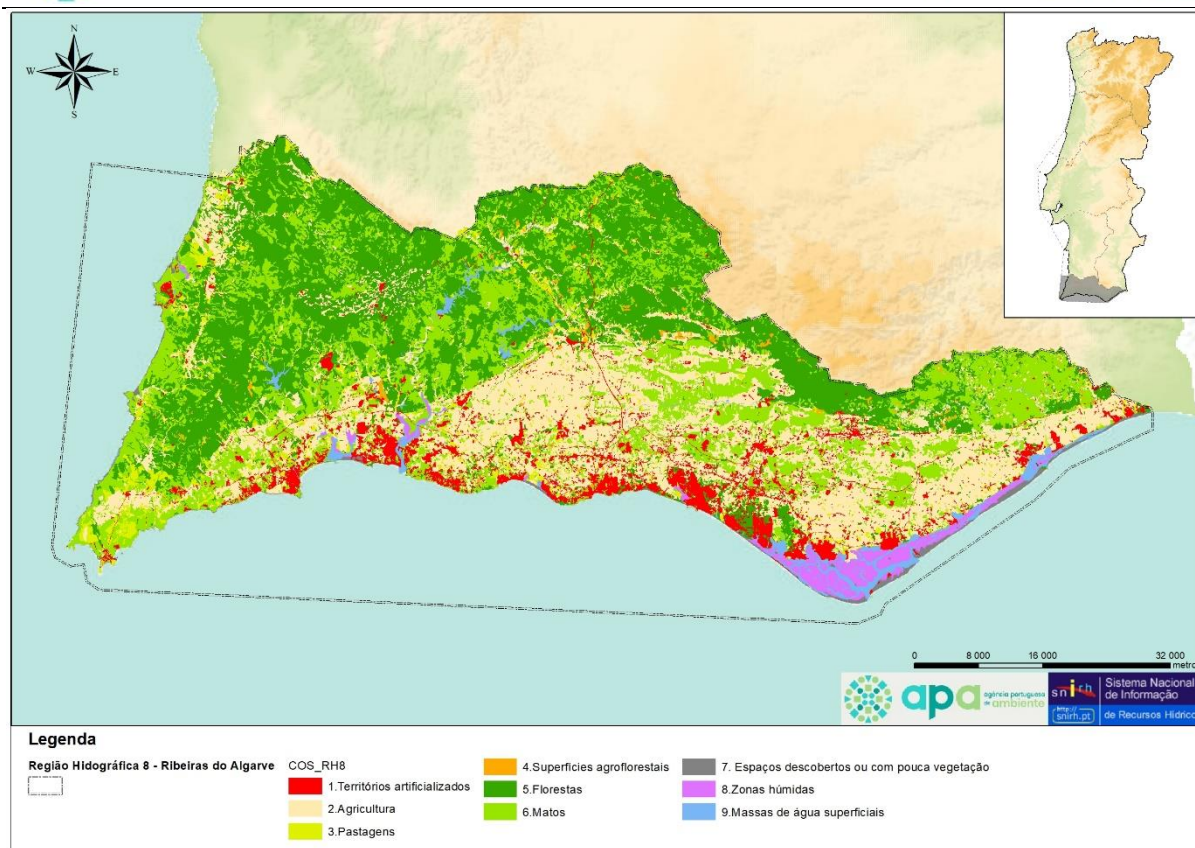 N
W
E
S
0
8 000
16 000
32 000
metro
apa
agência portuguesa
do ambiente
snirh
http://
snirh.pt
Sistema Nacional
de Informação
de Recursos Hídrico
Legenda
Região Hidrográfica 8 - Ribeiras do Algarve
COS_RH8
1.Territórios artificializados
2.Agricultura
3.Pastagens
4.Superfícies agroflorestais
5.Florestas
6.Matos
7. Espaços descobertos ou com pouca vegetação
8.Zonas húmidas
9.Massas de água superficiais